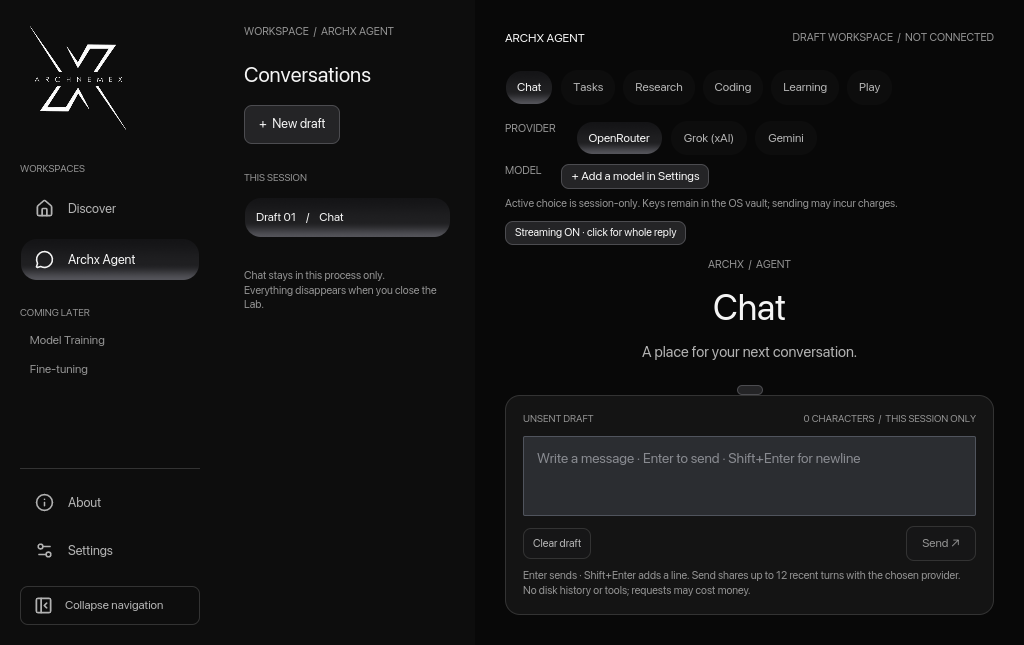 ARCHNEMEX
WORKSPACES
Discover
Archx Agent
COMING LATER
Model Training
Fine-tuning
About
Settings
Collapse navigation
WORKSPACE / ARCHX AGENT
Conversations
+ New draft
THIS SESSION
Draft 01 / Chat
Chat stays in this process only.
Everything disappears when you close the
Lab.
ARCHX AGENT
DRAFT WORKSPACE / NOT CONNECTED
Chat Tasks Research Coding Learning Play
PROVIDER OpenRouter Grok (xAI) Gemini
MODEL + Add a model in Settings
Active choice is session-only. Keys remain in the OS vault; sending may incur charges.
Streaming ON · click for whole reply
ARCHX / AGENT
Chat
A place for your next conversation.
UNSENT DRAFT 0 CHARACTERS / THIS SESSION ONLY
Write a message · Enter to send · Shift+Enter for newline
Clear draft Send ↗
Enter sends · Shift+Enter adds a line. Send shares up to 12 recent turns with the chosen provider.
No disk history or tools; requests may cost money.